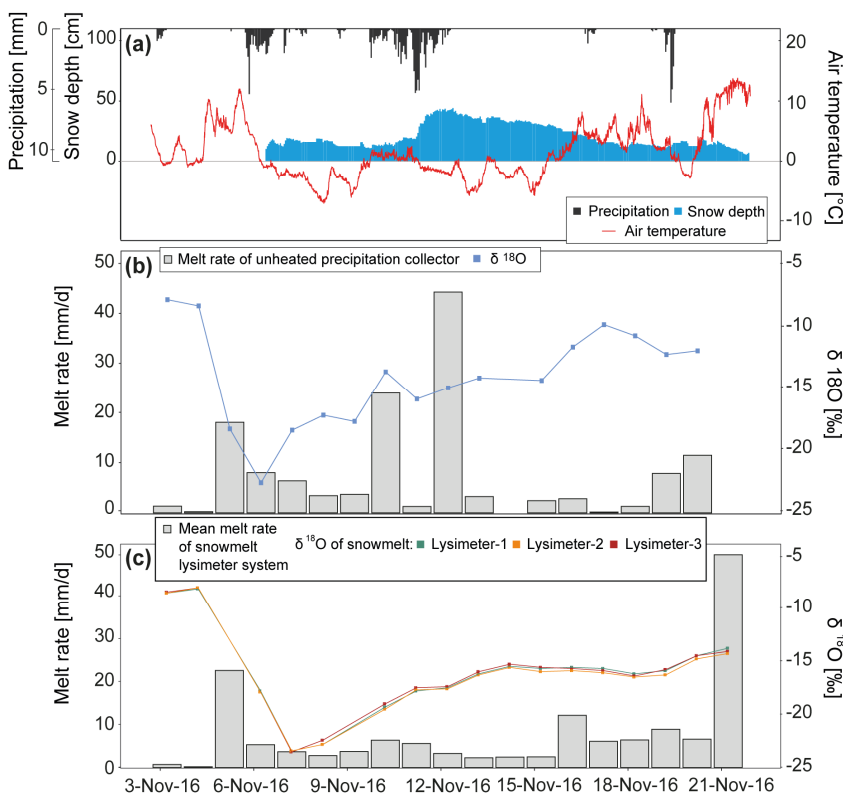 Precipitation [mm]
0
5
10
Snow depth [cm]
100
50
0
(a)
20
10
0
-10
Air temperature [°C]
Precipitation Snow depth
Air temperature
(b)
Melt rate of unheated precipitation collector δ 18O
Melt rate [mm/d]
50
40
30
20
10
0
-5
-10
-15
-20
-25
δ 18O [‰]
(c)
Mean melt rate
of snowmelt
lysimeter system
δ 18O of snowmelt: Lysimeter-1 Lysimeter-2 Lysimeter-3
Melt rate [mm/d]
50
40
30
20
10
0
-5
-10
-15
-20
-25
δ 18O [‰]
3-Nov-16 6-Nov-16 9-Nov-16 12-Nov-16 15-Nov-16 18-Nov-16 21-Nov-16